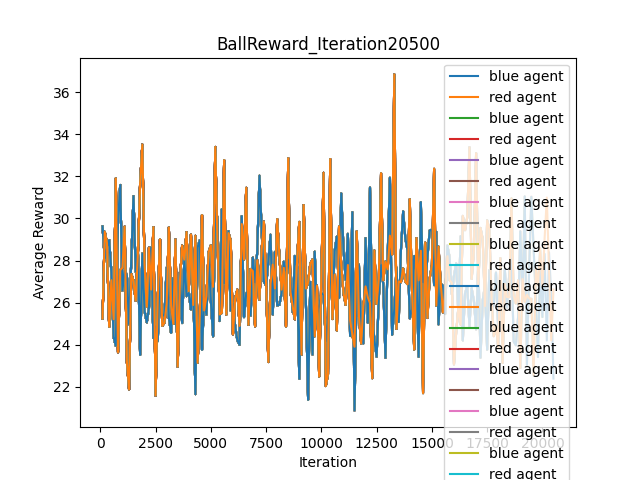 BallReward_Iteration20500
Average Reward
36
34
32
30
28
26
24
22
0
2500
5000
7500
10000
12500
15000
17500
20000
Iteration
blue agent
red agent
blue agent
red agent
blue agent
red agent
blue agent
red agent
blue agent
red agent
blue agent
red agent
blue agent
red agent
blue agent
red agent
blue agent
red agent
blue agent
red agent